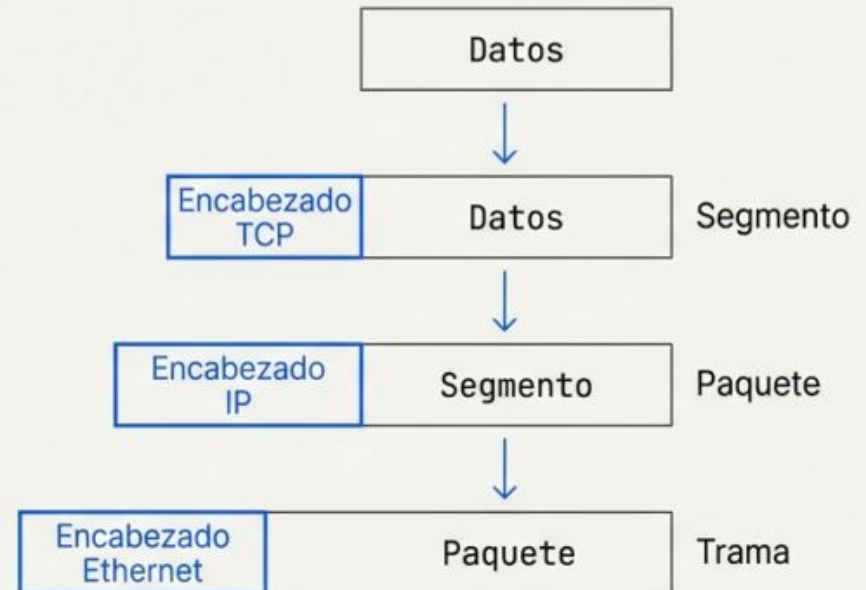 Datos
Encabezado
TCP
Datos
Segmento
Encabezado
IP
Segmento
Paquete
Encabezado
Ethernet
Paquete
Trama